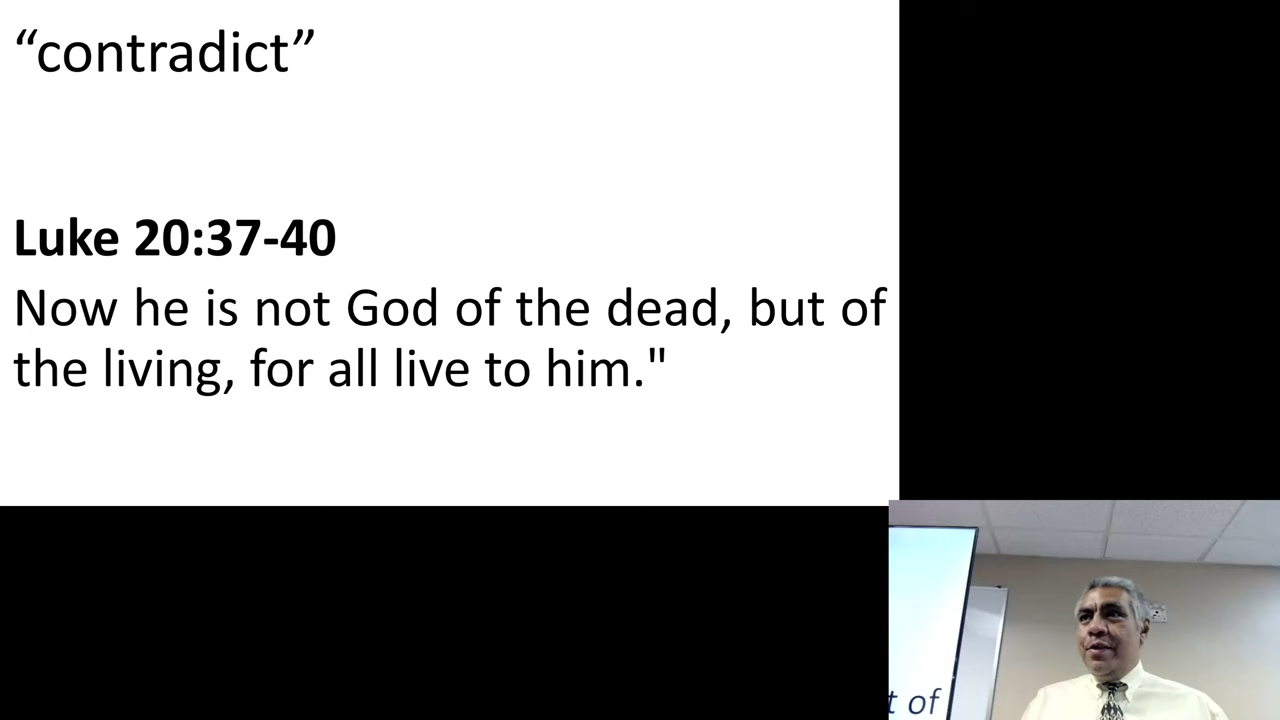 “contradict”
Luke 20:37-40
Now he is not God of the dead, but of
the living, for all live to him."
t of